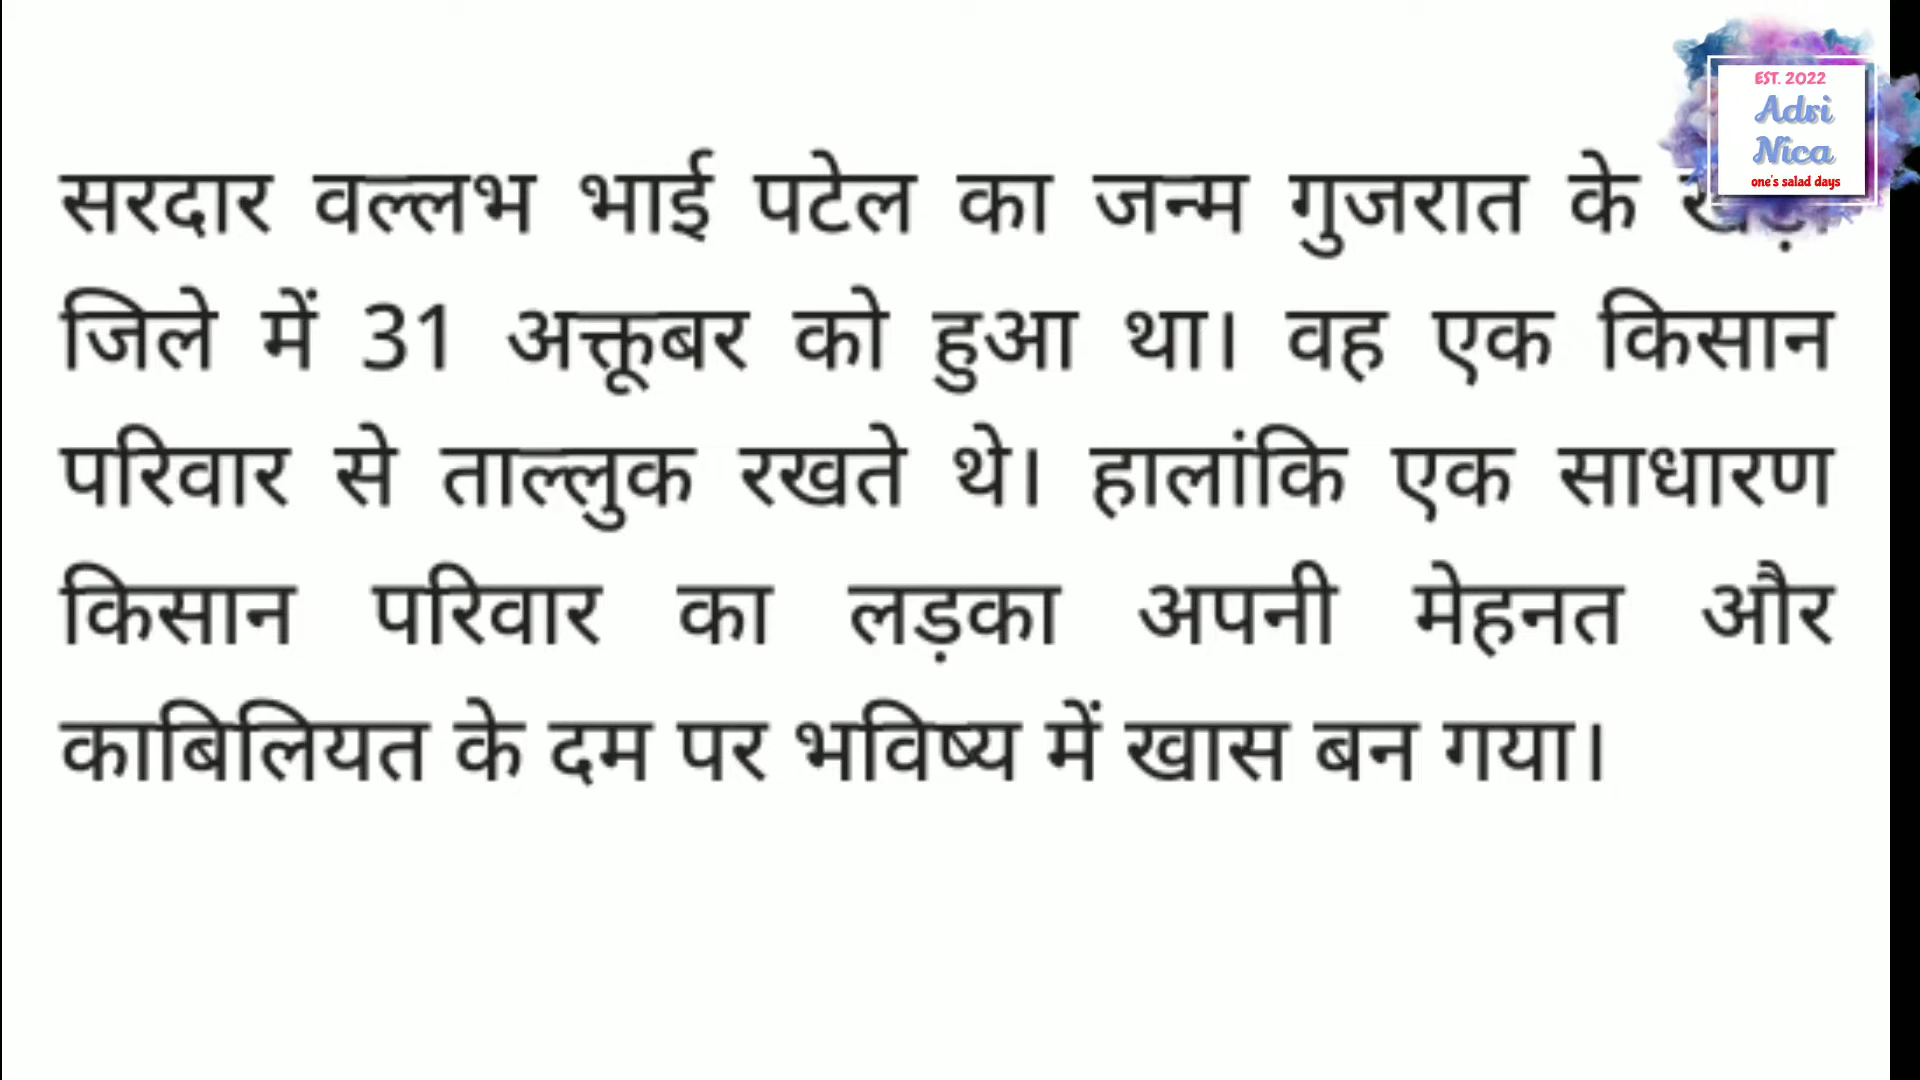 EST. 2022
Adri
Nica
one's salad days
सरदार वल्लभ भाई पटेल का जन्म गुजरात के
जिले में 31 अक्तूबर को हुआ था। वह एक किसान
परिवार से ताल्लुक रखते थे। हालांकि एक साधारण
किसान परिवार का लड़का अपनी मेहनत और
काबिलियत के दम पर भविष्य में खास बन गया।